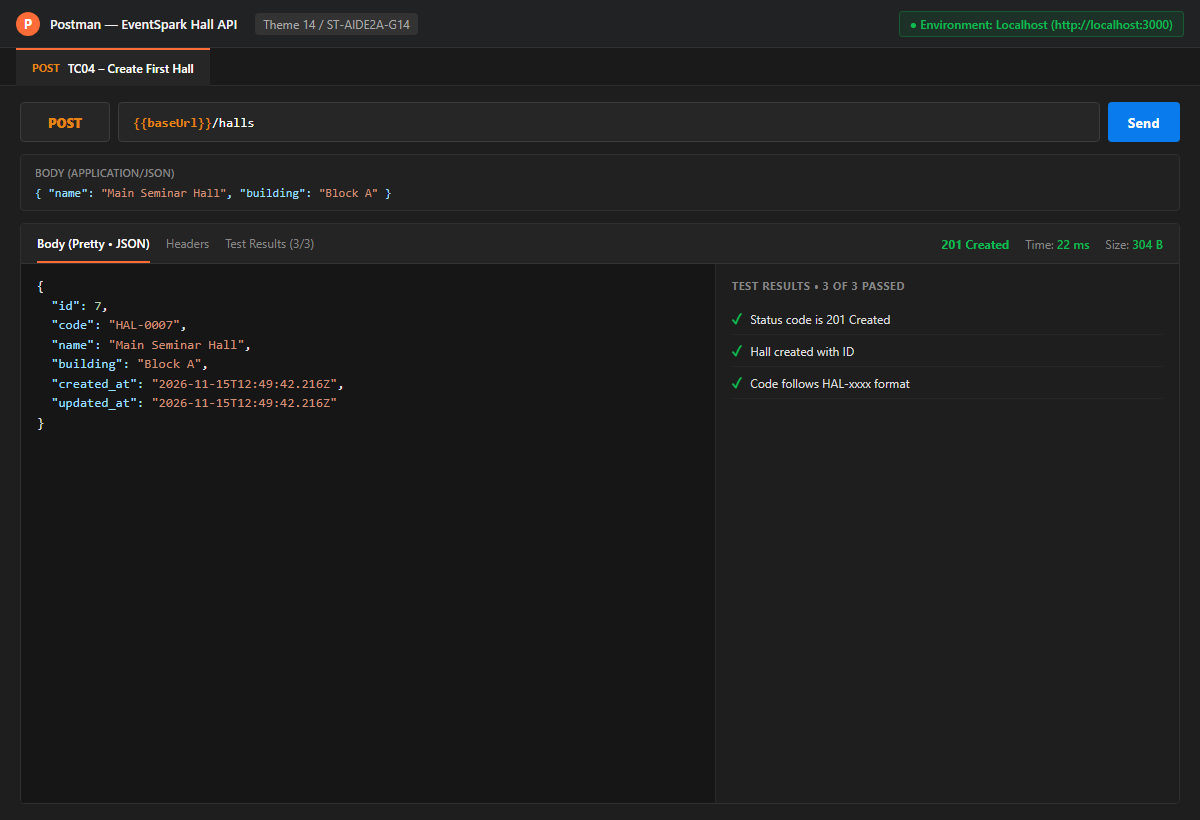 P Postman — EventSpark Hall API Theme 14 / ST-AIDE2A-G14 ● Environment: Localhost (http://localhost:3000)
POST TC04 – Create First Hall
POST {{baseUrl}}/halls Send
BODY (APPLICATION/JSON)
{ "name": "Main Seminar Hall", "building": "Block A" }
Body (Pretty • JSON) Headers Test Results (3/3) 201 Created Time: 22 ms Size: 304 B
{
"id": 7,
"code": "HAL-0007",
"name": "Main Seminar Hall",
"building": "Block A",
"created_at": "2026-11-15T12:49:42.216Z",
"updated_at": "2026-11-15T12:49:42.216Z"
}
TEST RESULTS • 3 OF 3 PASSED
✓ Status code is 201 Created
✓ Hall created with ID
✓ Code follows HAL-xxxx format